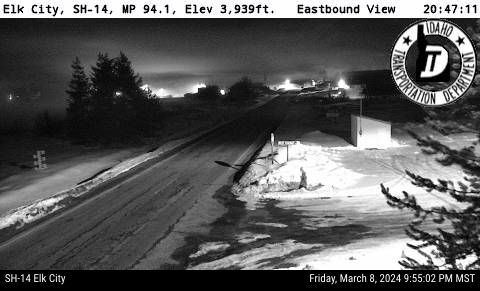 Elk City, SH-14, MP 94.1, Elev 3,939ft. Eastbound View 20:47:11
IDAHO
TRANSPORTATION DEPARTMENT
SH-14 Elk City Friday, March 8, 2024 9:55:02 PM MST